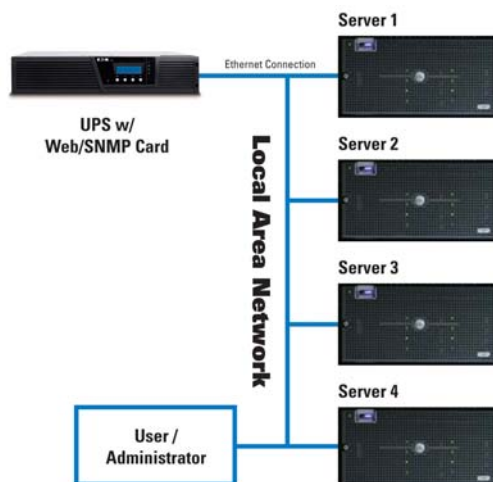 Server 1
Ethernet Connection
UPS w/
Web/SNMP Card
Server 2
Local Area Network
Server 3
Server 4
User /
Administrator